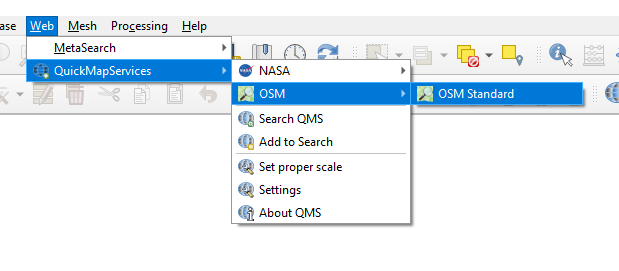 ase Web Mesh Processing Help
MetaSearch
QuickMapServices
NASA
OSM
OSM Standard
Search QMS
Add to Search
Set proper scale
Settings
About QMS